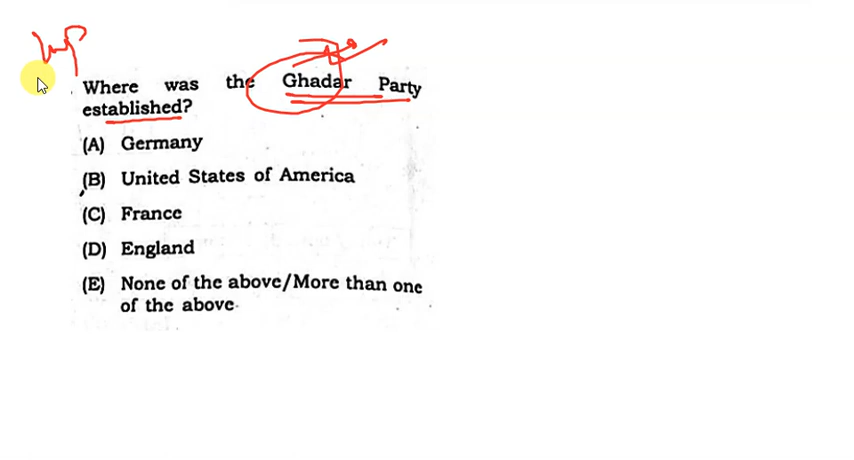 Imp
Where was the Ghadar Party
established?
(A) Germany
(B) United States of America
(C) France
(D) England
(E) None of the above/More than one
of the above